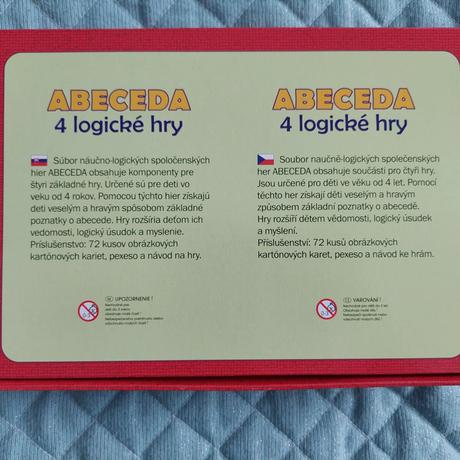 ABECEDA
4 logické hry
Súbor náučno-logických spoločenských
hier ABECEDA obsahuje komponenty pre
štyri základné hry. Určené sú pre deti vo
veku od 4 rokov. Pomocou týchto hier získajú
deti veselým a hravým spôsobom základné
poznatky o abecede. Hry rozšíria deťom ich
vedomosti, logický úsudok a myslenie.
Príslušenstvo: 72 kusov obrázkových
kartónových kariet, pexeso a návod na hry.
UPOZORNENIE !
ABECEDA
4 logické hry
Soubor naučně-logických společenských
her ABECEDA obsahuje součásti pro čtyři hry.
Jsou určené pro děti ve věku od 4 let. Pomocí
těchto her získají děti veselým a hravým
způsobem základní poznatky o abecedě.
Hry rozšíří dětem vědomosti, logický úsudek
a myšlení.
Příslušenství: 72 kusů obrázkových
kartónových karet, pexeso a návod ke hrám.
VAROVÁNÍ !